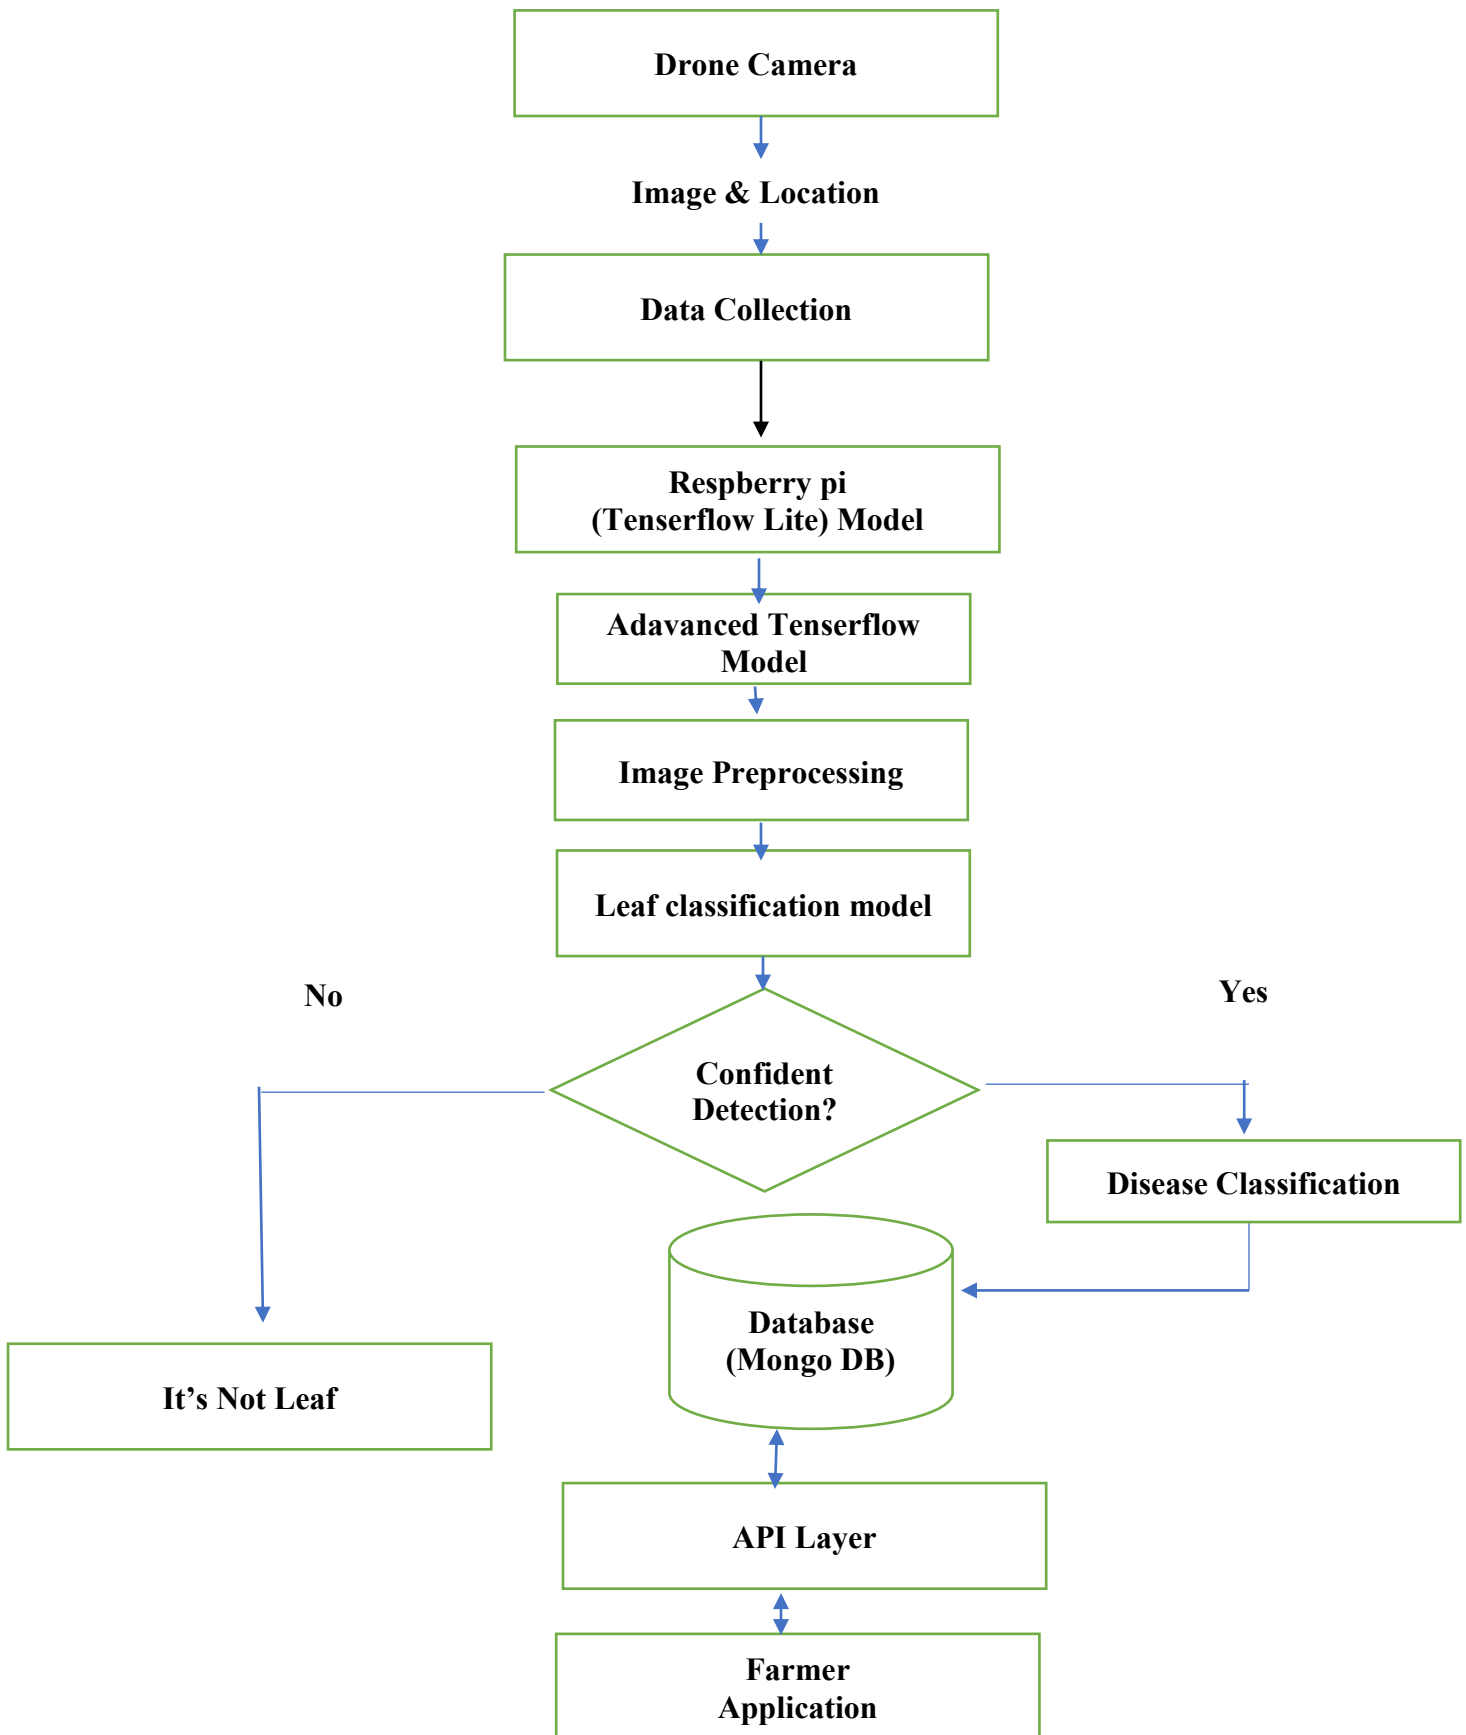 Drone Camera
Image & Location
Data Collection
Respberry pi
(Tenserflow Lite) Model
Adavanced Tenserflow
Model
Image Preprocessing
Leaf classification model
No
Yes
Confident
Detection?
Disease Classification
Database
(Mongo DB)
It’s Not Leaf
API Layer
Farmer
Application